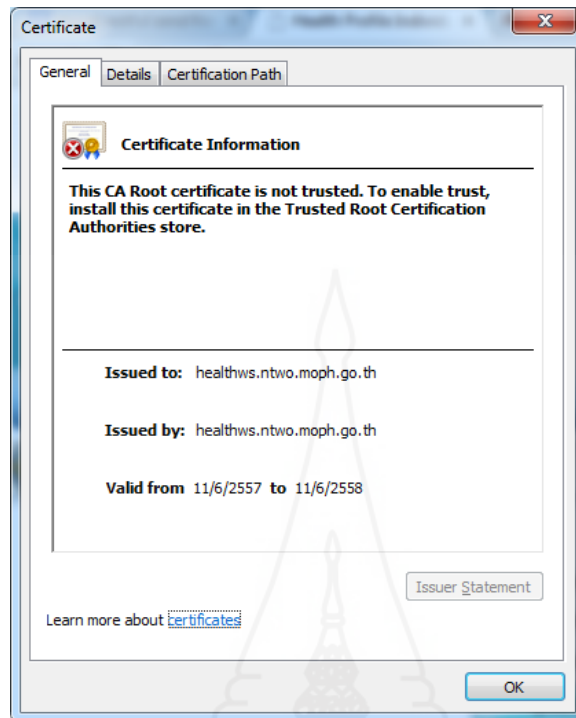 Certificate
General Details Certification Path
Certificate Information
This CA Root certificate is not trusted. To enable trust,
install this certificate in the Trusted Root Certification
Authorities store.
Issued to: healthws.ntwo.moph.go.th
Issued by: healthws.ntwo.moph.go.th
Valid from 11/6/2557 to 11/6/2558
Issuer Statement
Learn more about certificates
OK